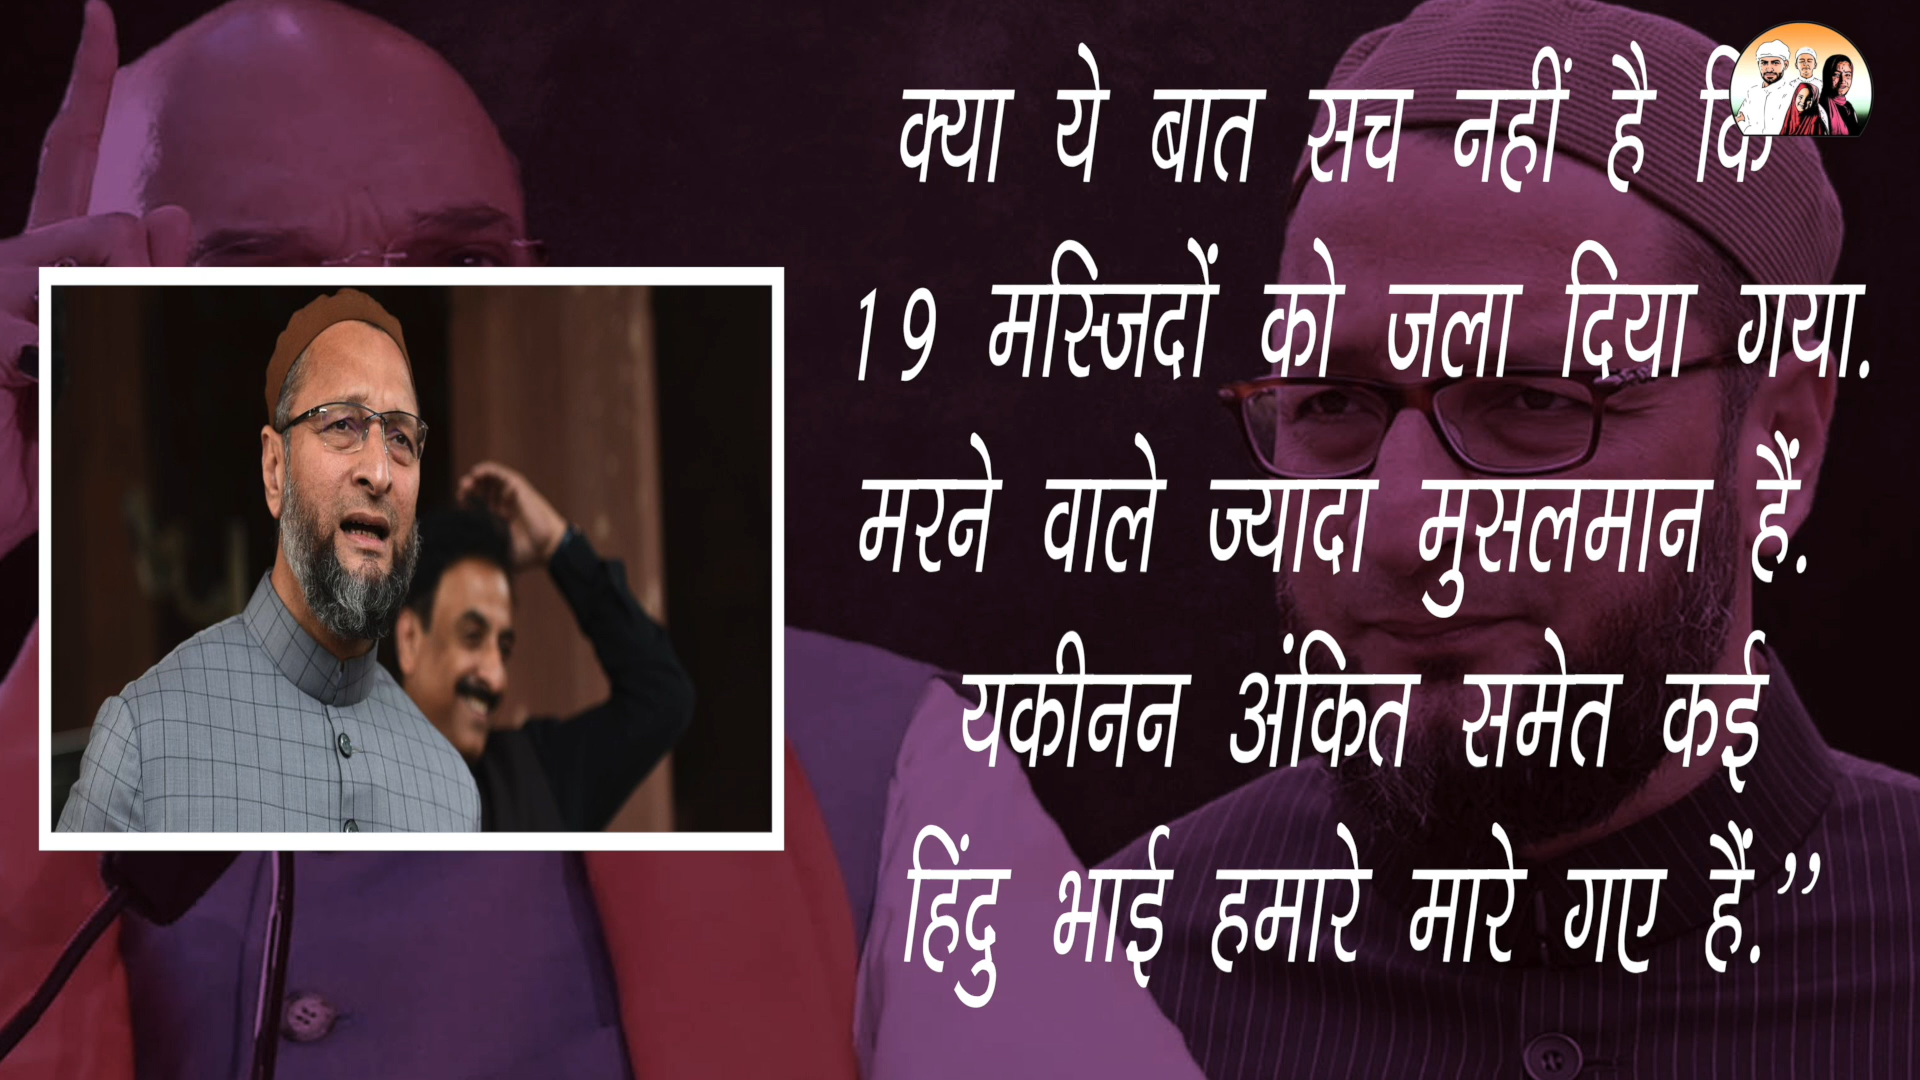 क्या ये बात सच नहीं है कि
19 मस्जिदों को जला दिया गया.
मरने वाले ज्यादा मुसलमान हैं.
यकीनन अंकित समेत कई
हिंदु भाई हमारे मारे गए हैं.”